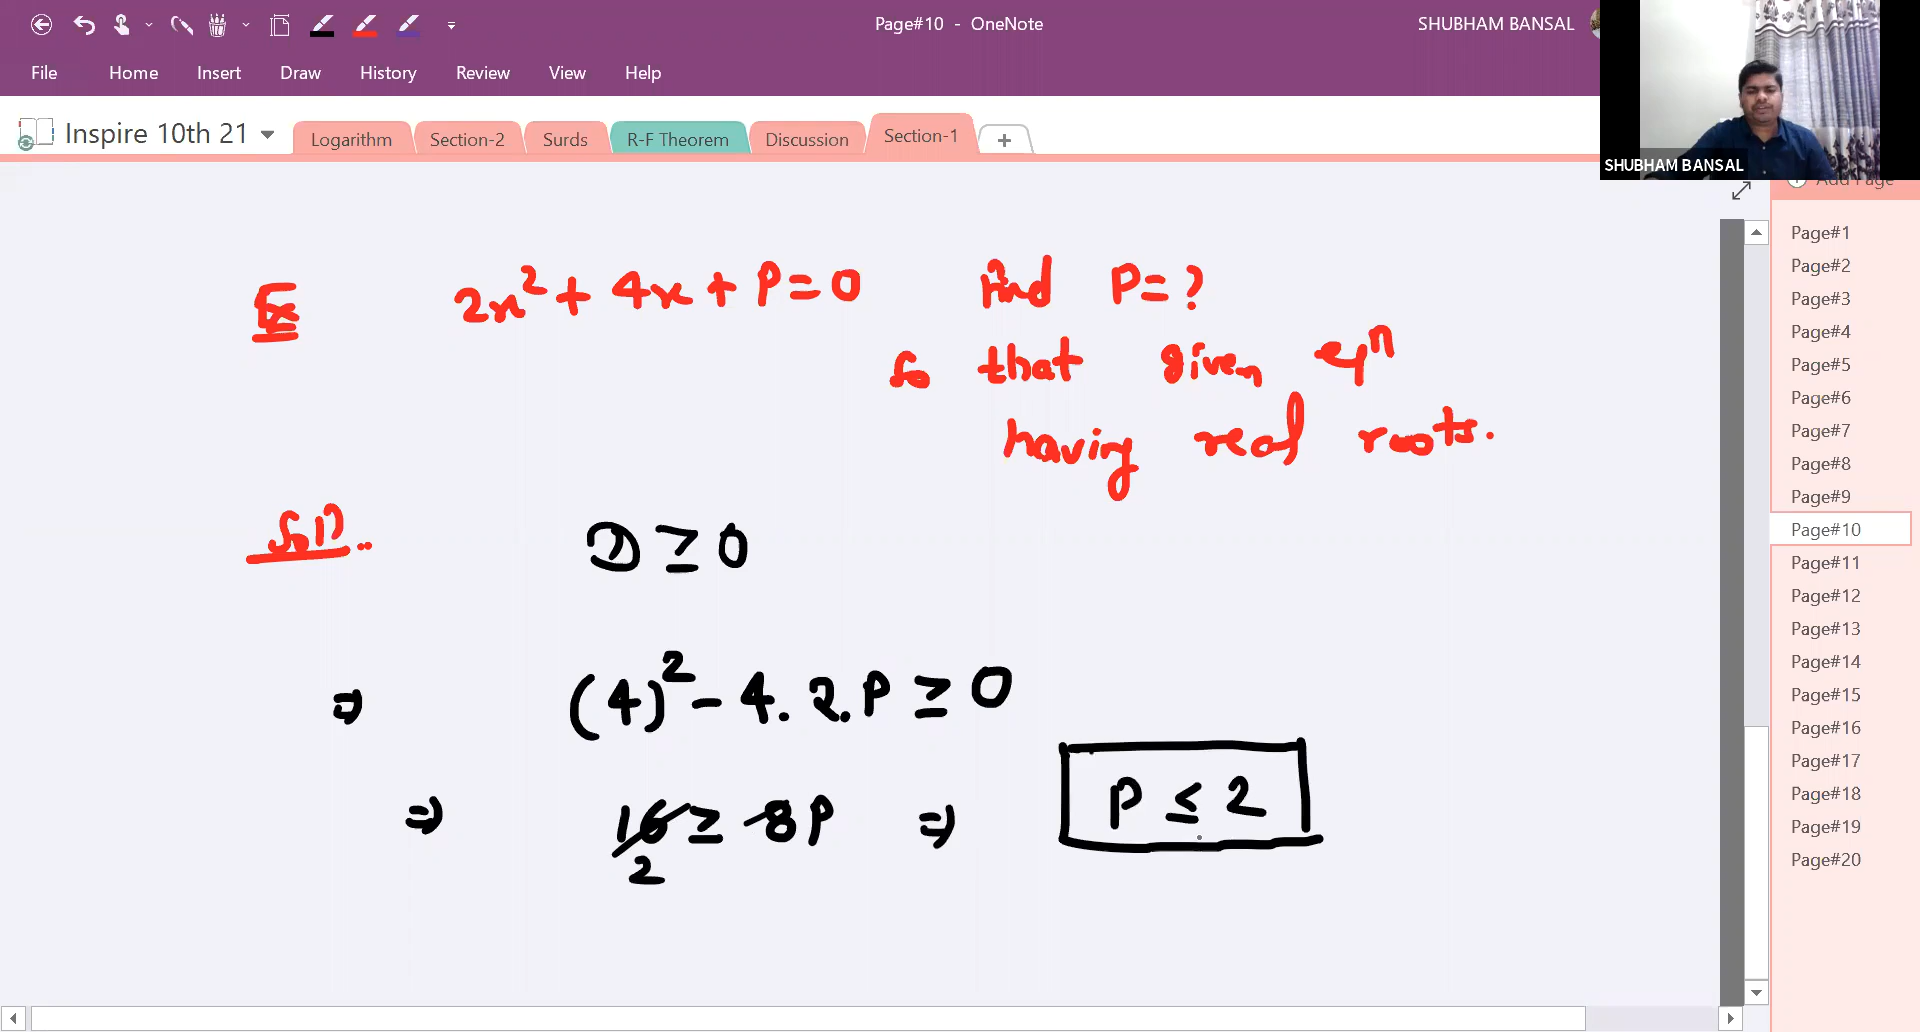 Page#10 - OneNote
SHUBHAM BANSAL
File Home Insert Draw History Review View Help
SHUBHAM BANSAL
Inspire 10th 21
Logarithm Section-2 Surds R-F Theorem Discussion Section-1 +
Add Page
Ex 2x² + 4x + P = 0 Find P = ?
So that given eqⁿ
having real roots.
Solⁿ..
D ≥ 0
⇒ (4)² - 4. 2. P ≥ 0
⇒ 16 ≥ 8P ⇒ P ≤ 2
2
Page#1
Page#2
Page#3
Page#4
Page#5
Page#6
Page#7
Page#8
Page#9
Page#10
Page#11
Page#12
Page#13
Page#14
Page#15
Page#16
Page#17
Page#18
Page#19
Page#20